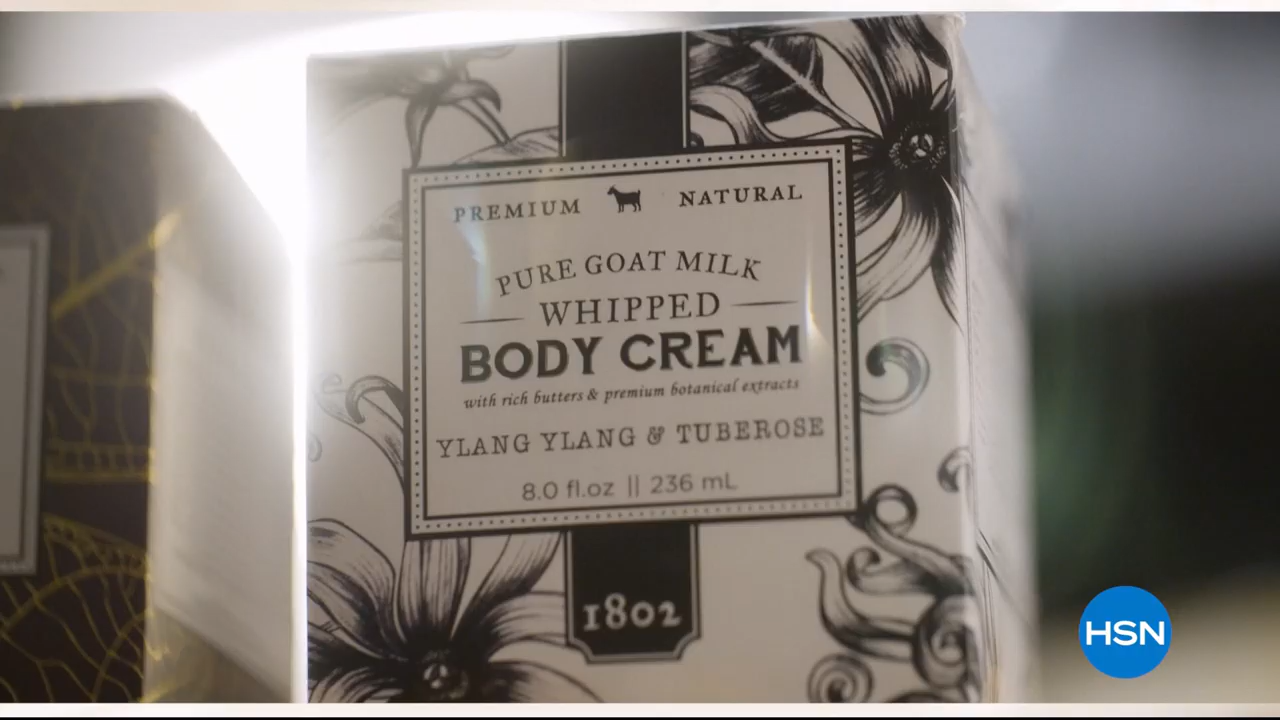 PREMIUM NATURAL
PURE GOAT MILK
WHIPPED
BODY CREAM
with rich butters & premium botanical extracts
YLANG YLANG & TUBEROSE
8.0 fl.oz || 236 mL
1802
HSN